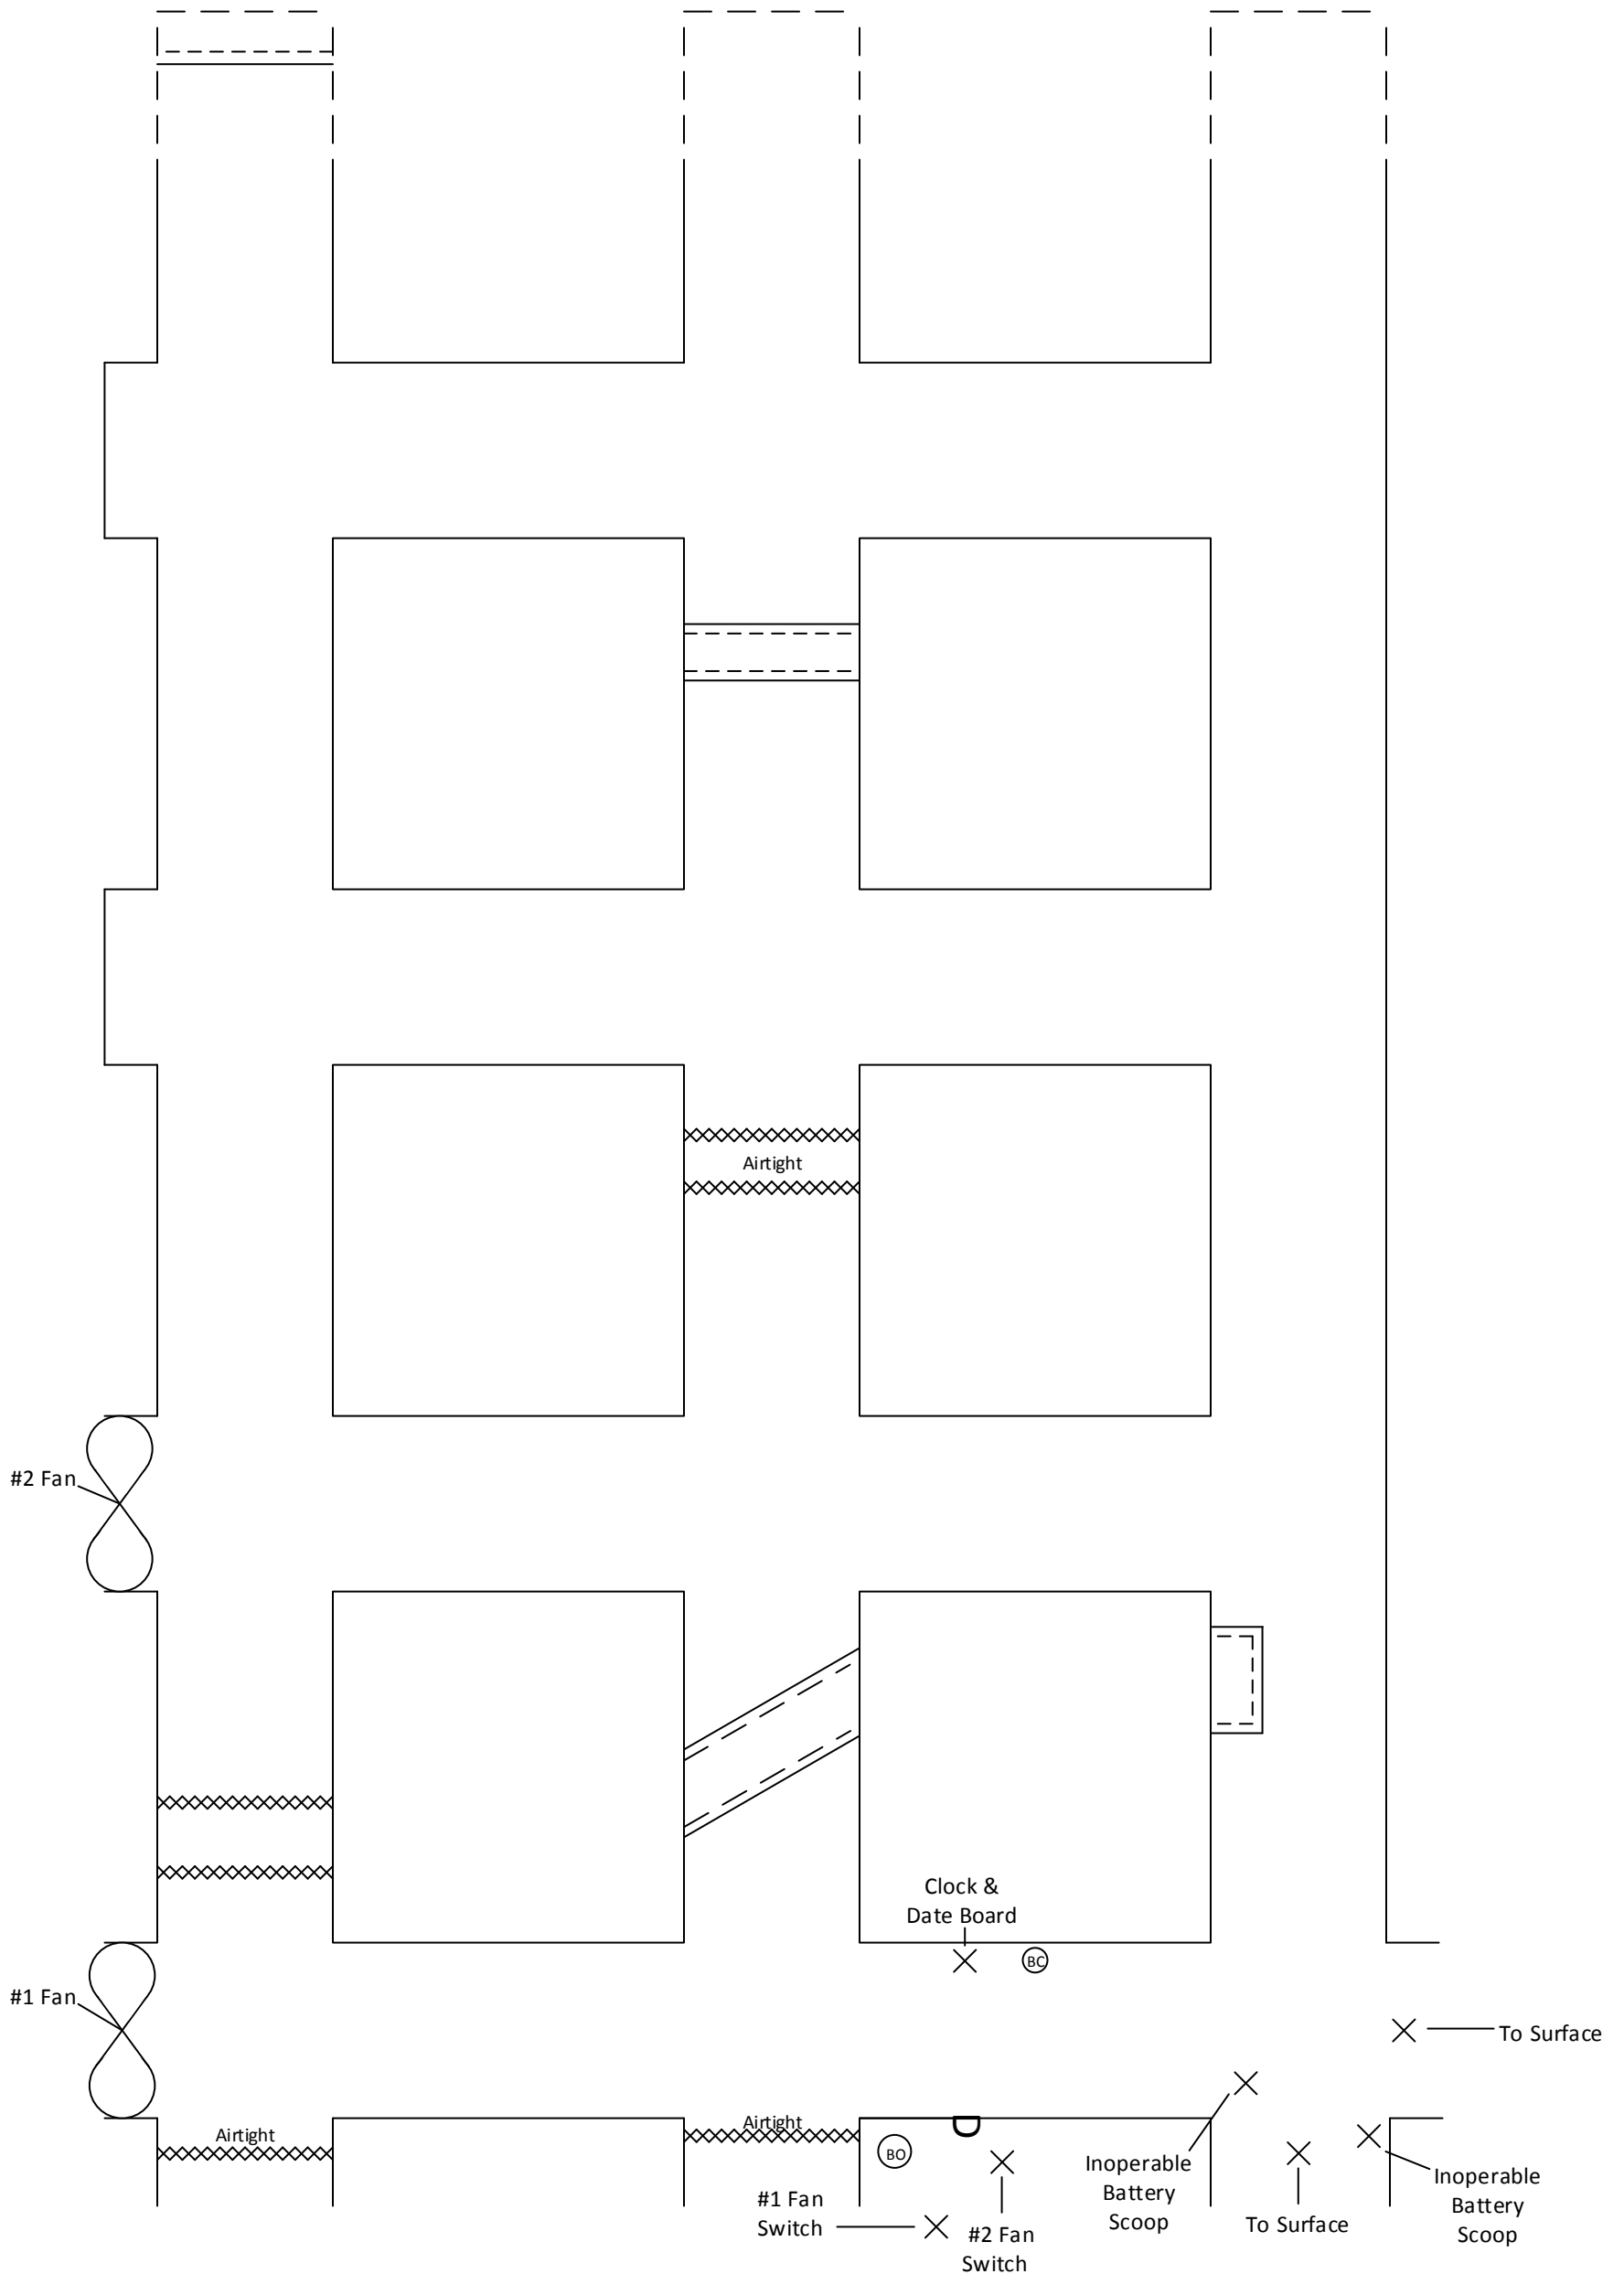 Airtight
#2 Fan
Clock &
Date Board
BC
#1 Fan
To Surface
Airtight
Airtight
BO
Inoperable
Battery
Scoop
To Surface
Inoperable
Battery
Scoop
#1 Fan
Switch
#2 Fan
Switch